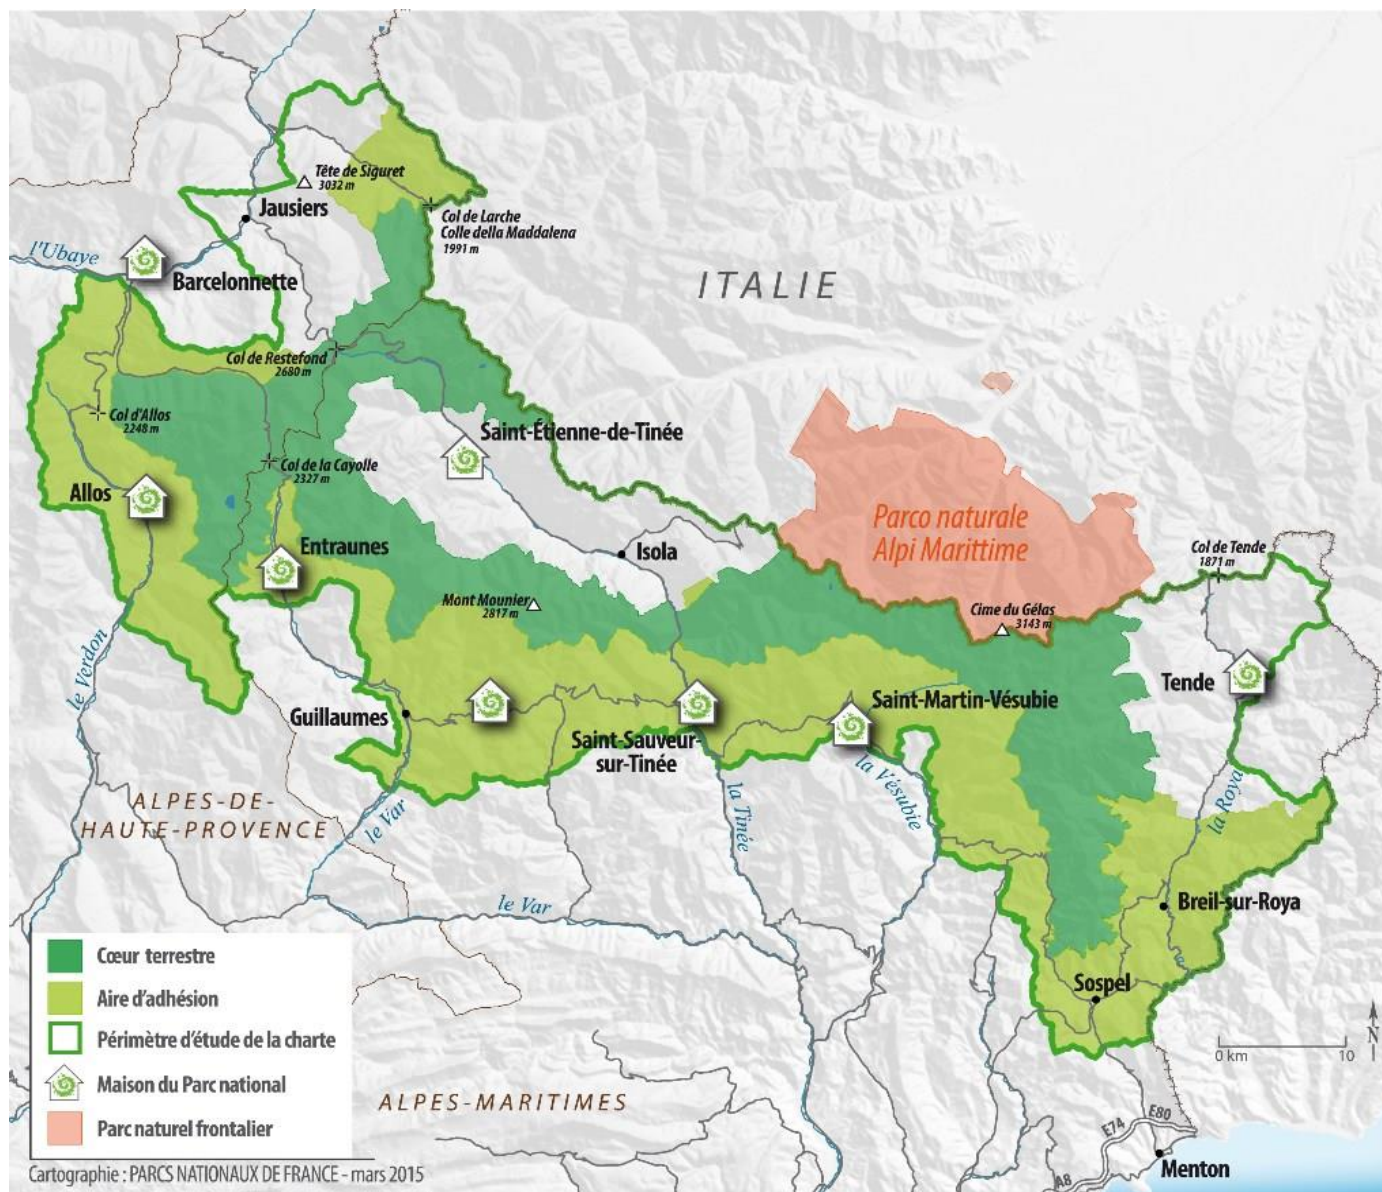 Tête de Siguret
3032 m
Jausiers
Col de Larche
Colle della Maddalena
1991 m
l'Ubaye
Barcelonnette
ITALIE
Col de Restefond
2680 m
Col d'Allos
2248 m
Saint-Étienne-de-Tinée
Col de la Cayolle
2327 m
Allos
Parco naturale
Alpi Marittime
Entraunes
Isola
Col de Tende
1871 m
Mont Mounier
2817 m
Cime du Gélas
3143 m
le Verdon
Tende
Saint-Martin-Vésubie
Guillaumes
Saint-Sauveur-
sur-Tinée
la Vésubie
la Tinée
la Roya
ALPES-DE-
HAUTE-PROVENCE
le Var
le Var
Breil-sur-Roya
Sospel
Cœur terrestre
Aire d'adhésion
Périmètre d'étude de la charte
Maison du Parc national
Parc naturel frontalier
N
0 km 10
ALPES-MARITIMES
E74
E80
A8
Menton
Cartographie : PARCS NATIONAUX DE FRANCE - mars 2015